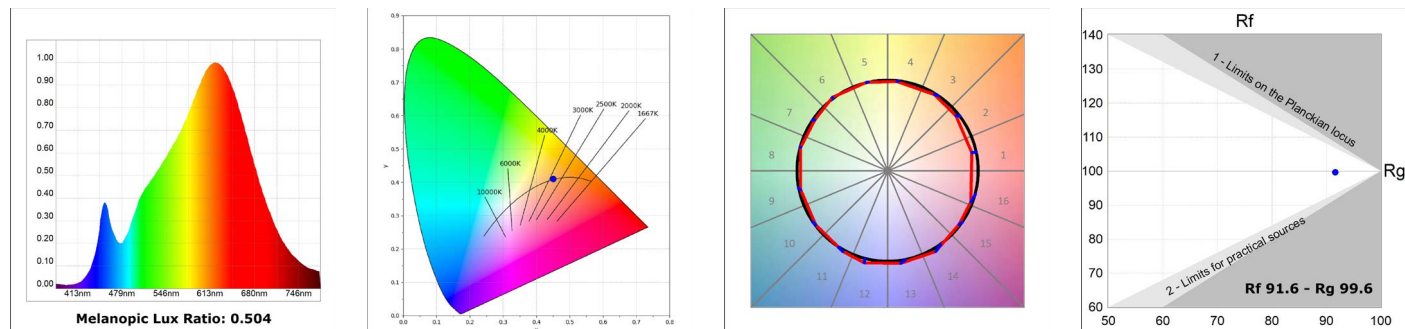 1.00
0.90
0.80
0.70
0.60
0.50
0.40
0.30
0.20
0.10
0.00
413nm 479nm 546nm 613nm 680nm 746nm
Melanopic Lux Ratio: 0.504
0.9
0.8
0.7
0.6
0.5
0.4
0.3
0.2
0.1
0.0
y
0.0 0.1 0.2 0.3 0.4 0.5 0.6 0.7 0.8
10000K
6000K
4000K
3000K
2500K
2000K
1667K
1
2
3
4
5
6
7
8
9
10
11
12
13
14
15
16
Rf
140
130
120
110
100
90
80
70
60
50 60 70 80 90 100
Rg
1 - Limits on the Planckian locus
2 - Limits for practical sources
Rf 91.6 - Rg 99.6